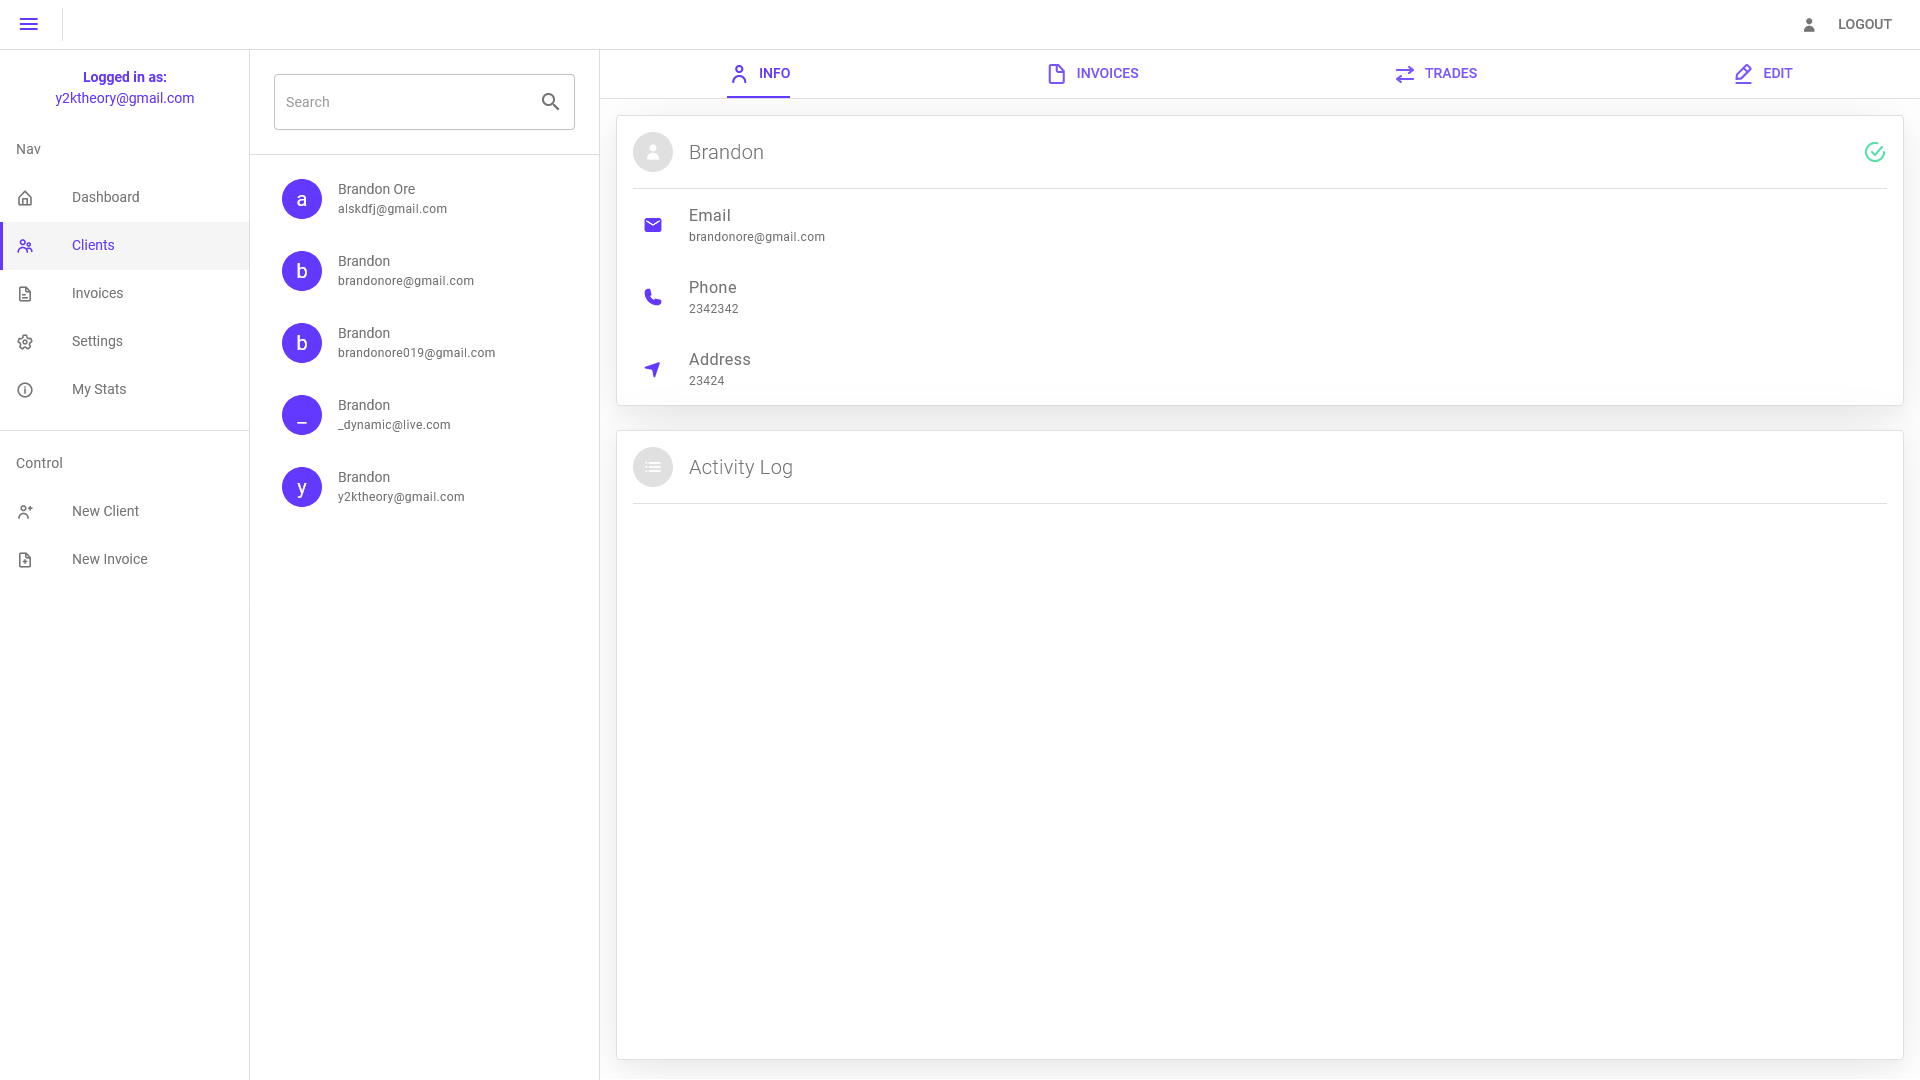 LOGOUT
Logged in as:
y2ktheory@gmail.com
Nav
Dashboard
Clients
Invoices
Settings
My Stats
Control
New Client
New Invoice
Search
a
Brandon Ore
alskdfj@gmail.com
b
Brandon
brandonore@gmail.com
b
Brandon
brandonore019@gmail.com
_
Brandon
_dynamic@live.com
y
Brandon
y2ktheory@gmail.com
INFO
INVOICES
TRADES
EDIT
Brandon
Email
brandonore@gmail.com
Phone
2342342
Address
23424
Activity Log